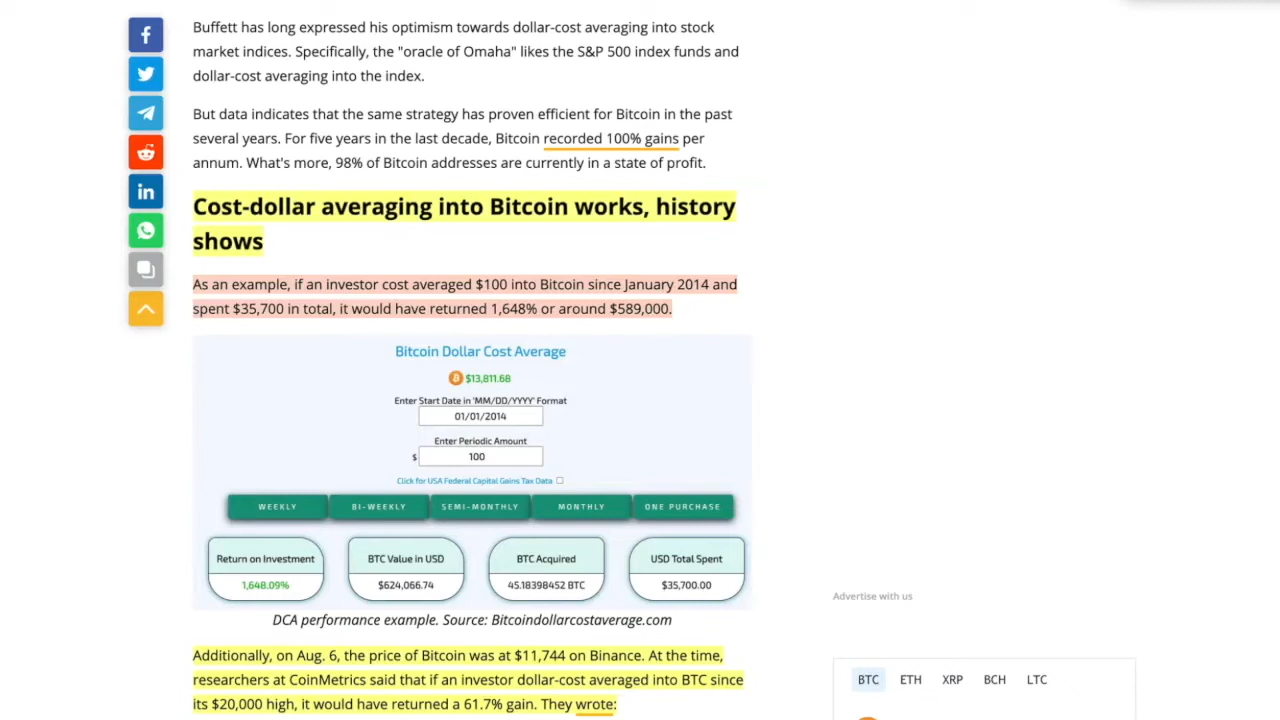 Buffett has long expressed his optimism towards dollar-cost averaging into stock
market indices. Specifically, the "oracle of Omaha" likes the S&P 500 index funds and
dollar-cost averaging into the index.
But data indicates that the same strategy has proven efficient for Bitcoin in the past
several years. For five years in the last decade, Bitcoin recorded 100% gains per
annum. What's more, 98% of Bitcoin addresses are currently in a state of profit.
Cost-dollar averaging into Bitcoin works, history
shows
As an example, if an investor cost averaged $100 into Bitcoin since January 2014 and
spent $35,700 in total, it would have returned 1,648% or around $589,000.
Bitcoin Dollar Cost Average
$13,811.68
Enter Start Date in 'MM/DD/YYYY' Format
01/01/2014
Enter Periodic Amount
$ 100
Click for USA Federal Capital Gains Tax Data
WEEKLY BI-WEEKLY SEMI-MONTHLY MONTHLY ONE PURCHASE
Return on Investment BTC Value in USD BTC Acquired USD Total Spent
1,648.09% $624,066.74 45.18398452 BTC $35,700.00
DCA performance example. Source: Bitcoindollarcostaverage.com
Additionally, on Aug. 6, the price of Bitcoin was at $11,744 on Binance. At the time,
researchers at CoinMetrics said that if an investor dollar-cost averaged into BTC since
its $20,000 high, it would have returned a 61.7% gain. They wrote:
Advertise with us
BTC ETH XRP BCH LTC